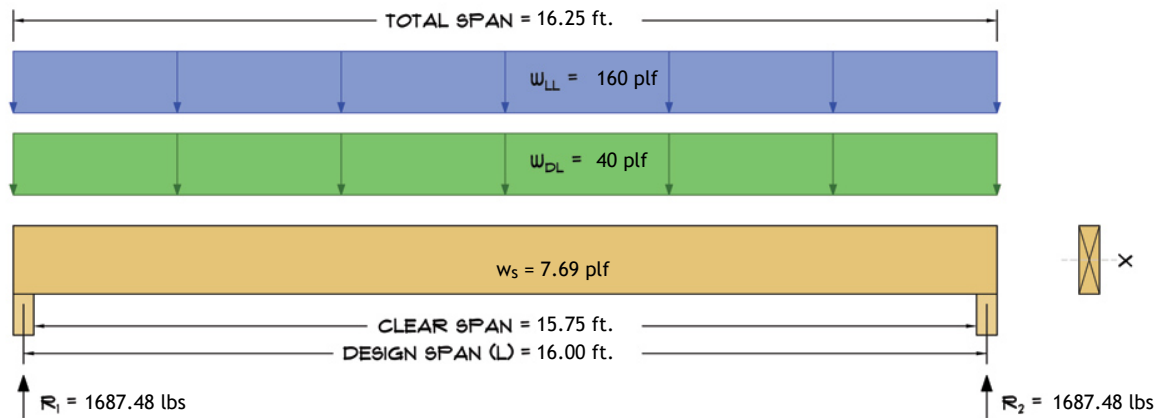 TOTAL SPAN = 16.25 ft.
wLL = 160 plf
wDL = 40 plf
ws = 7.69 plf
X
CLEAR SPAN = 15.75 ft.
DESIGN SPAN (L) = 16.00 ft.
R1 = 1687.48 lbs
R2 = 1687.48 lbs